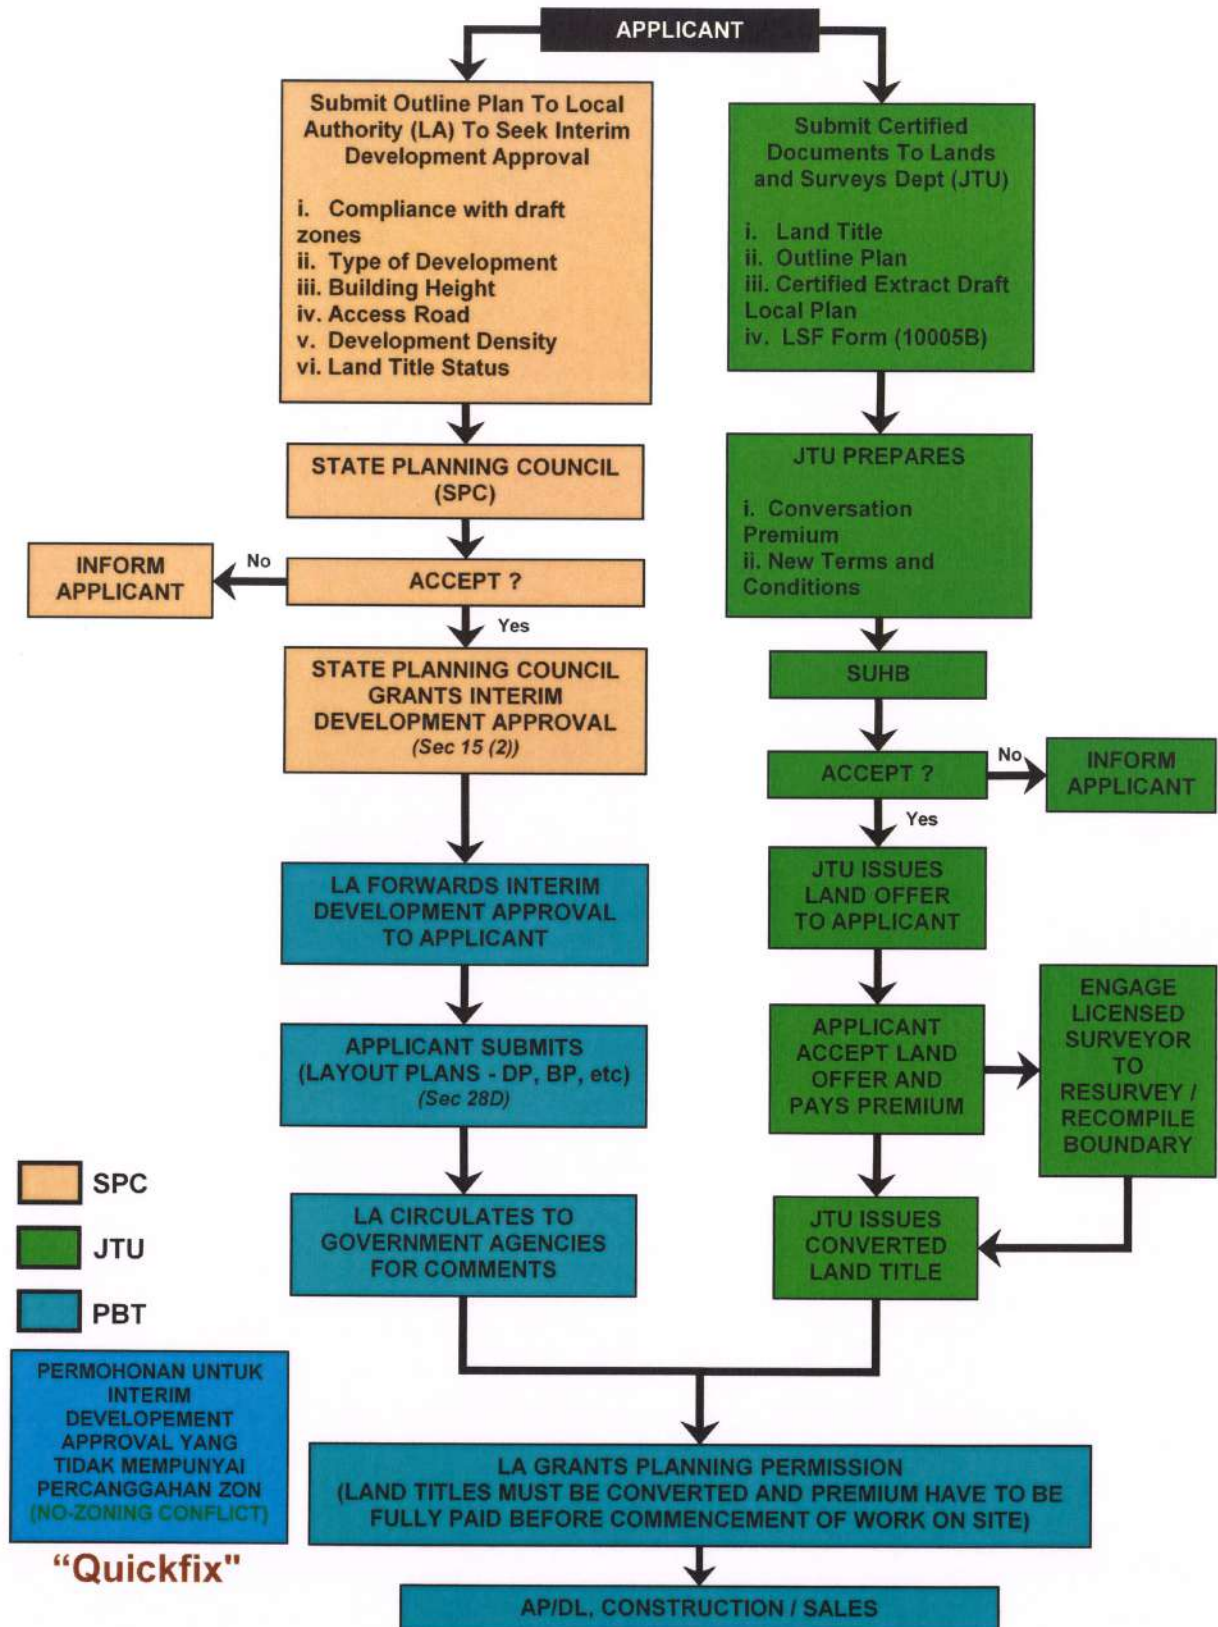 APPLICANT
Submit Outline Plan To Local
Authority (LA) To Seek Interim
Development Approval
i. Compliance with draft
zones
ii. Type of Development
iii. Building Height
iv. Access Road
v. Development Density
vi. Land Title Status
STATE PLANNING COUNCIL
(SPC)
ACCEPT ?
No
INFORM
APPLICANT
Yes
STATE PLANNING COUNCIL
GRANTS INTERIM
DEVELOPMENT APPROVAL
(Sec 15 (2))
LA FORWARDS INTERIM
DEVELOPMENT APPROVAL
TO APPLICANT
APPLICANT SUBMITS
(LAYOUT PLANS - DP, BP, etc)
(Sec 28D)
LA CIRCULATES TO
GOVERNMENT AGENCIES
FOR COMMENTS
Submit Certified
Documents To Lands
and Surveys Dept (JTU)
i. Land Title
ii. Outline Plan
iii. Certified Extract Draft
Local Plan
iv. LSF Form (10005B)
JTU PREPARES
i. Conversation
Premium
ii. New Terms and
Conditions
SUHB
ACCEPT ?
No
INFORM
APPLICANT
Yes
JTU ISSUES
LAND OFFER
TO APPLICANT
APPLICANT
ACCEPT LAND
OFFER AND
PAYS PREMIUM
ENGAGE
LICENSED
SURVEYOR
TO
RESURVEY /
RECOMPILE
BOUNDARY
JTU ISSUES
CONVERTED
LAND TITLE
SPC
JTU
PBT
PERMOHONAN UNTUK
INTERIM
DEVELOPEMENT
APPROVAL YANG
TIDAK MEMPUNYAI
PERCANGGAHAN ZON
(NO-ZONING CONFLICT)
“Quickfix"
LA GRANTS PLANNING PERMISSION
(LAND TITLES MUST BE CONVERTED AND PREMIUM HAVE TO BE
FULLY PAID BEFORE COMMENCEMENT OF WORK ON SITE)
AP/DL, CONSTRUCTION / SALES